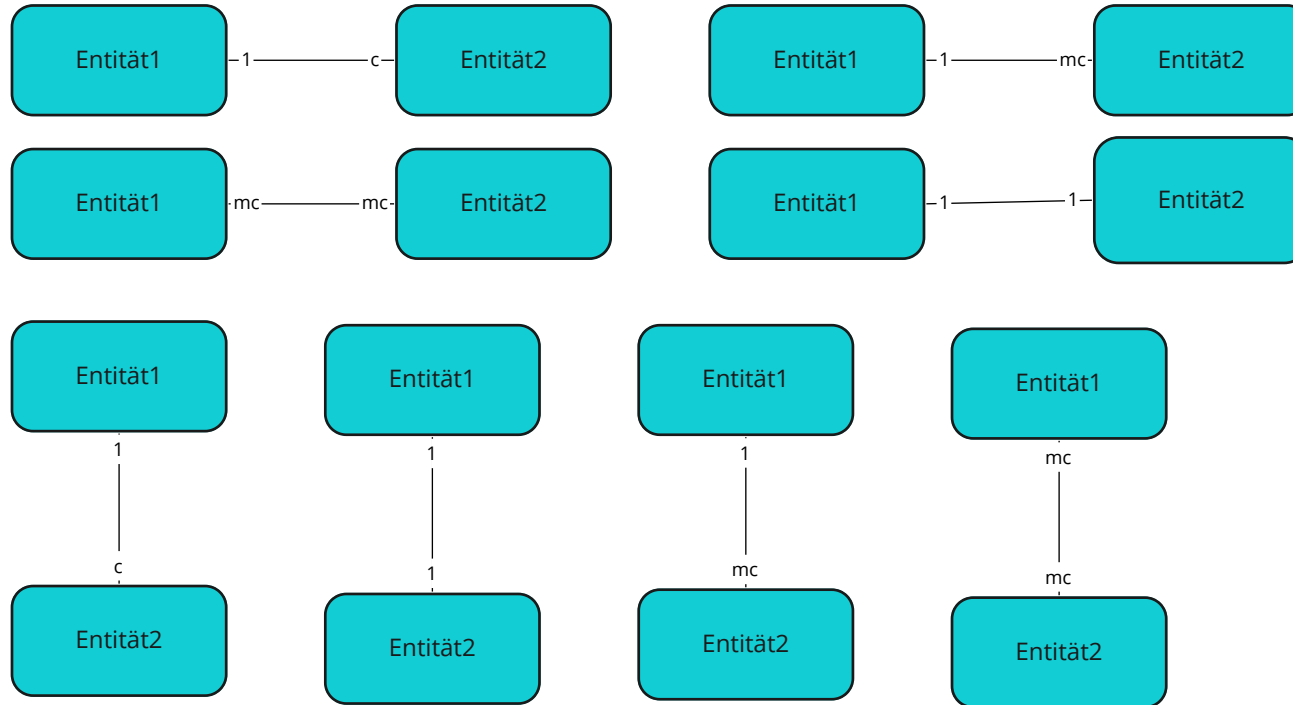 Entität1 1 c Entität2 Entität1 1 mc Entität2
Entität1 mc mc Entität2 Entität1 1 1 Entität2
Entität1 Entität1 Entität1 Entität1
1 1 1 mc
c 1 mc mc
Entität2 Entität2 Entität2 Entität2